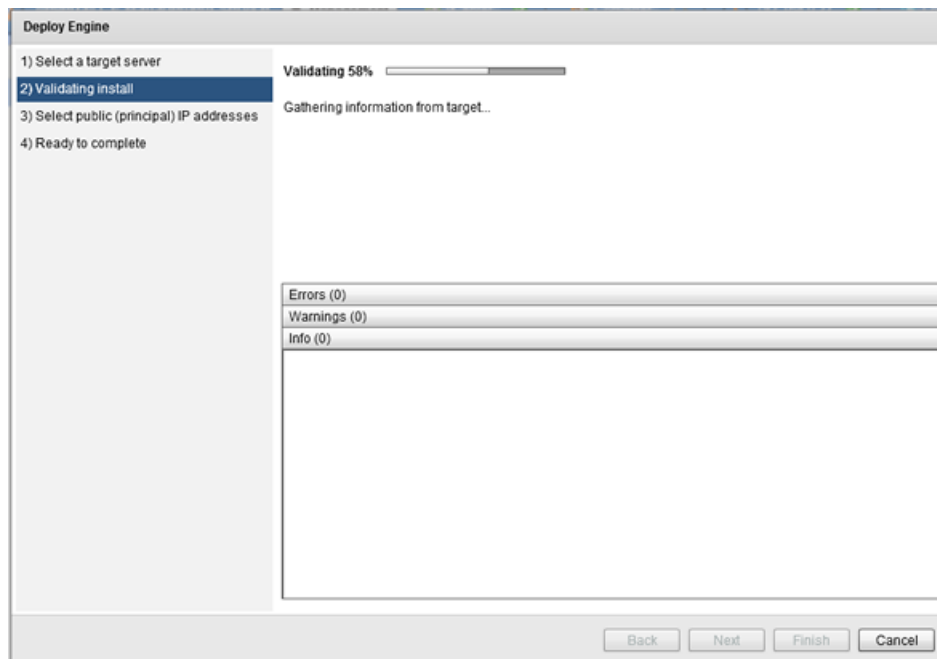 Deploy Engine
1) Select a target server
2) Validating install
3) Select public (principal) IP addresses
4) Ready to complete
Validating 58%
Gathering information from target...
Errors (0)
Warnings (0)
Info (0)
Back
Next
Finish
Cancel